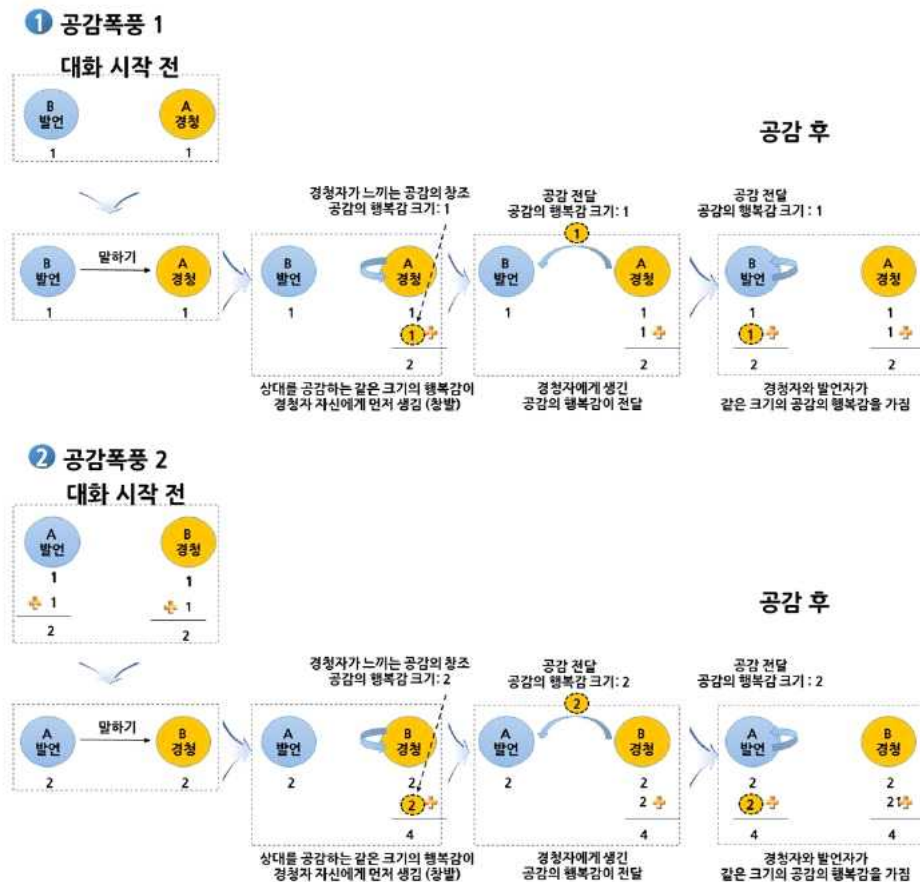 1 공감폭풍 1
대화 시작 전
B
발언
1
A
경청
1
공감 후
경청자가 느끼는 공감의 창조
공감의 행복감 크기: 1
공감 전달
공감의 행복감 크기: 1
공감 전달
공감의 행복감 크기 : 1
B
발언
1
말하기
A
경청
1
B
발언
1
A
경청
1
1
2
1
B
발언
1
A
경청
1
1
2
B
발언
1
1
2
A
경청
1
1
2
상대를 공감하는 같은 크기의 행복감이
경청자 자신에게 먼저 생김 (창발)
경청자에게 생긴
공감의 행복감이 전달
경청자와 발언자가
같은 크기의 공감의 행복감을 가짐
2 공감폭풍 2
대화 시작 전
A
발언
1
1
2
B
경청
1
1
2
공감 후
경청자가 느끼는 공감의 창조
공감의 행복감 크기: 2
공감 전달
공감의 행복감 크기: 2
공감 전달
공감의 행복감 크기 : 2
A
발언
2
말하기
B
경청
2
A
발언
2
B
경청
2
2
4
2
A
발언
2
B
경청
2
2
4
A
발언
2
2
4
B
경청
2
21
4
상대를 공감하는 같은 크기의 행복감이
경청자 자신에게 먼저 생김 (창발)
경청자에게 생긴
공감의 행복감이 전달
경청자와 발언자가
같은 크기의 공감의 행복감을 가짐